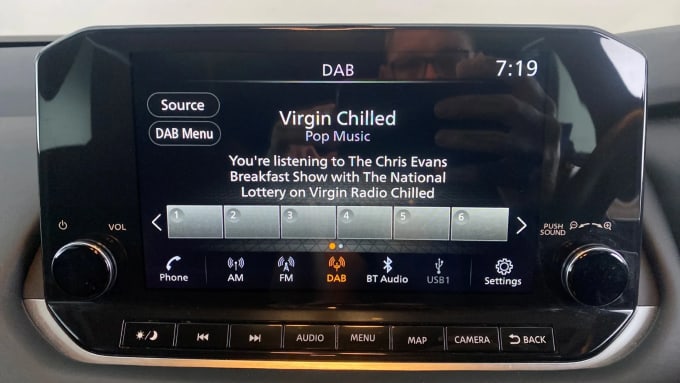 DAB
7:19
Source
DAB Menu
Virgin Chilled
Pop Music
You're listening to The Chris Evans
Breakfast Show with The National
Lottery on Virgin Radio Chilled
1 2 3 4 5 6
VOL
PUSH
SOUND
Phone AM FM DAB BT Audio USB1 Settings
AUDIO MENU MAP CAMERA BACK